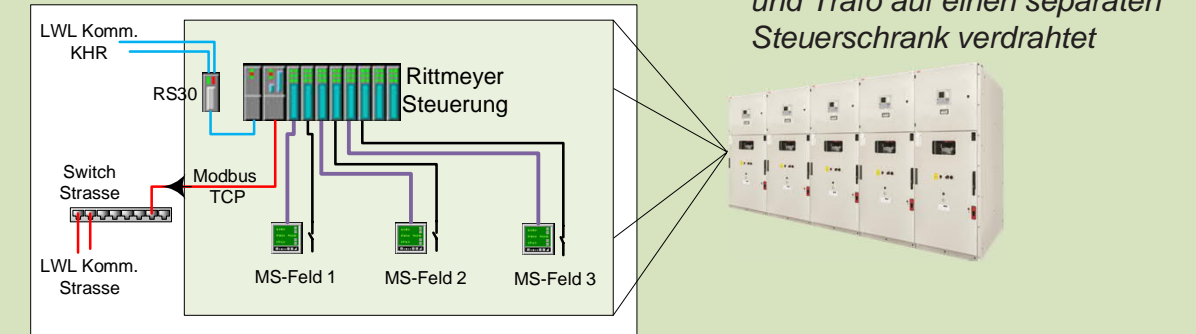 und Trafo auf einen separaten
Steuerschrank verdrahtet
LWL Komm.
KHR
RS30
Rittmeyer
Steuerung
Switch
Strasse
Modbus
TCP
LWL Komm.
Strasse
MS-Feld 1
MS-Feld 2
MS-Feld 3